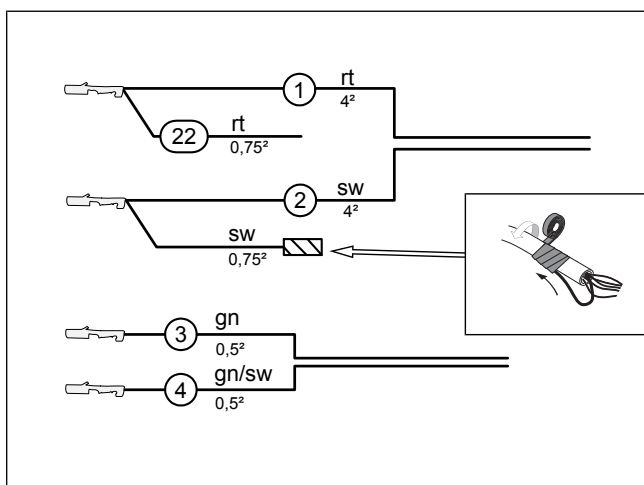 1 rt
4²
22 rt
0,75²
2 sw
4²
sw
0,75²
3 gn
0,5²
4 gn/sw
0,5²